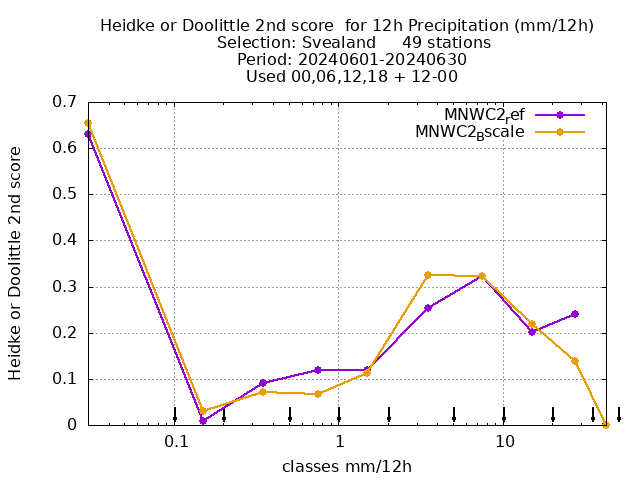 Heidke or Doolittle 2nd score  for 12h Precipitation (mm/12h)
Selection: Svealand     49 stations
Period: 20240601-20240630
Used 00,06,12,18 + 12-00
MNWC2ref
MNWC2Bscale
0.7
0.6
0.5
0.4
0.3
0.2
0.1
0
Heidke or Doolittle 2nd score
0.1
1
10
classes mm/12h